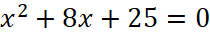 x² + 8x + 25 = 0